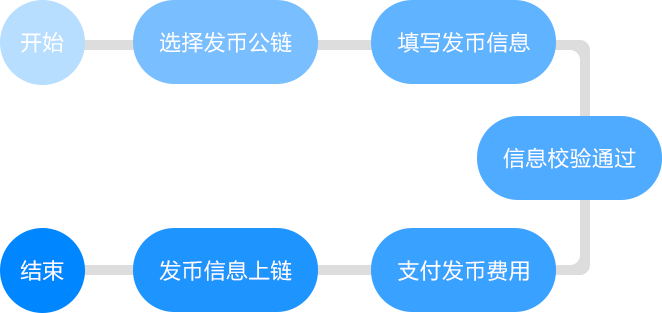 开始
选择发币公链
填写发币信息
信息校验通过
支付发币费用
发币信息上链
结束